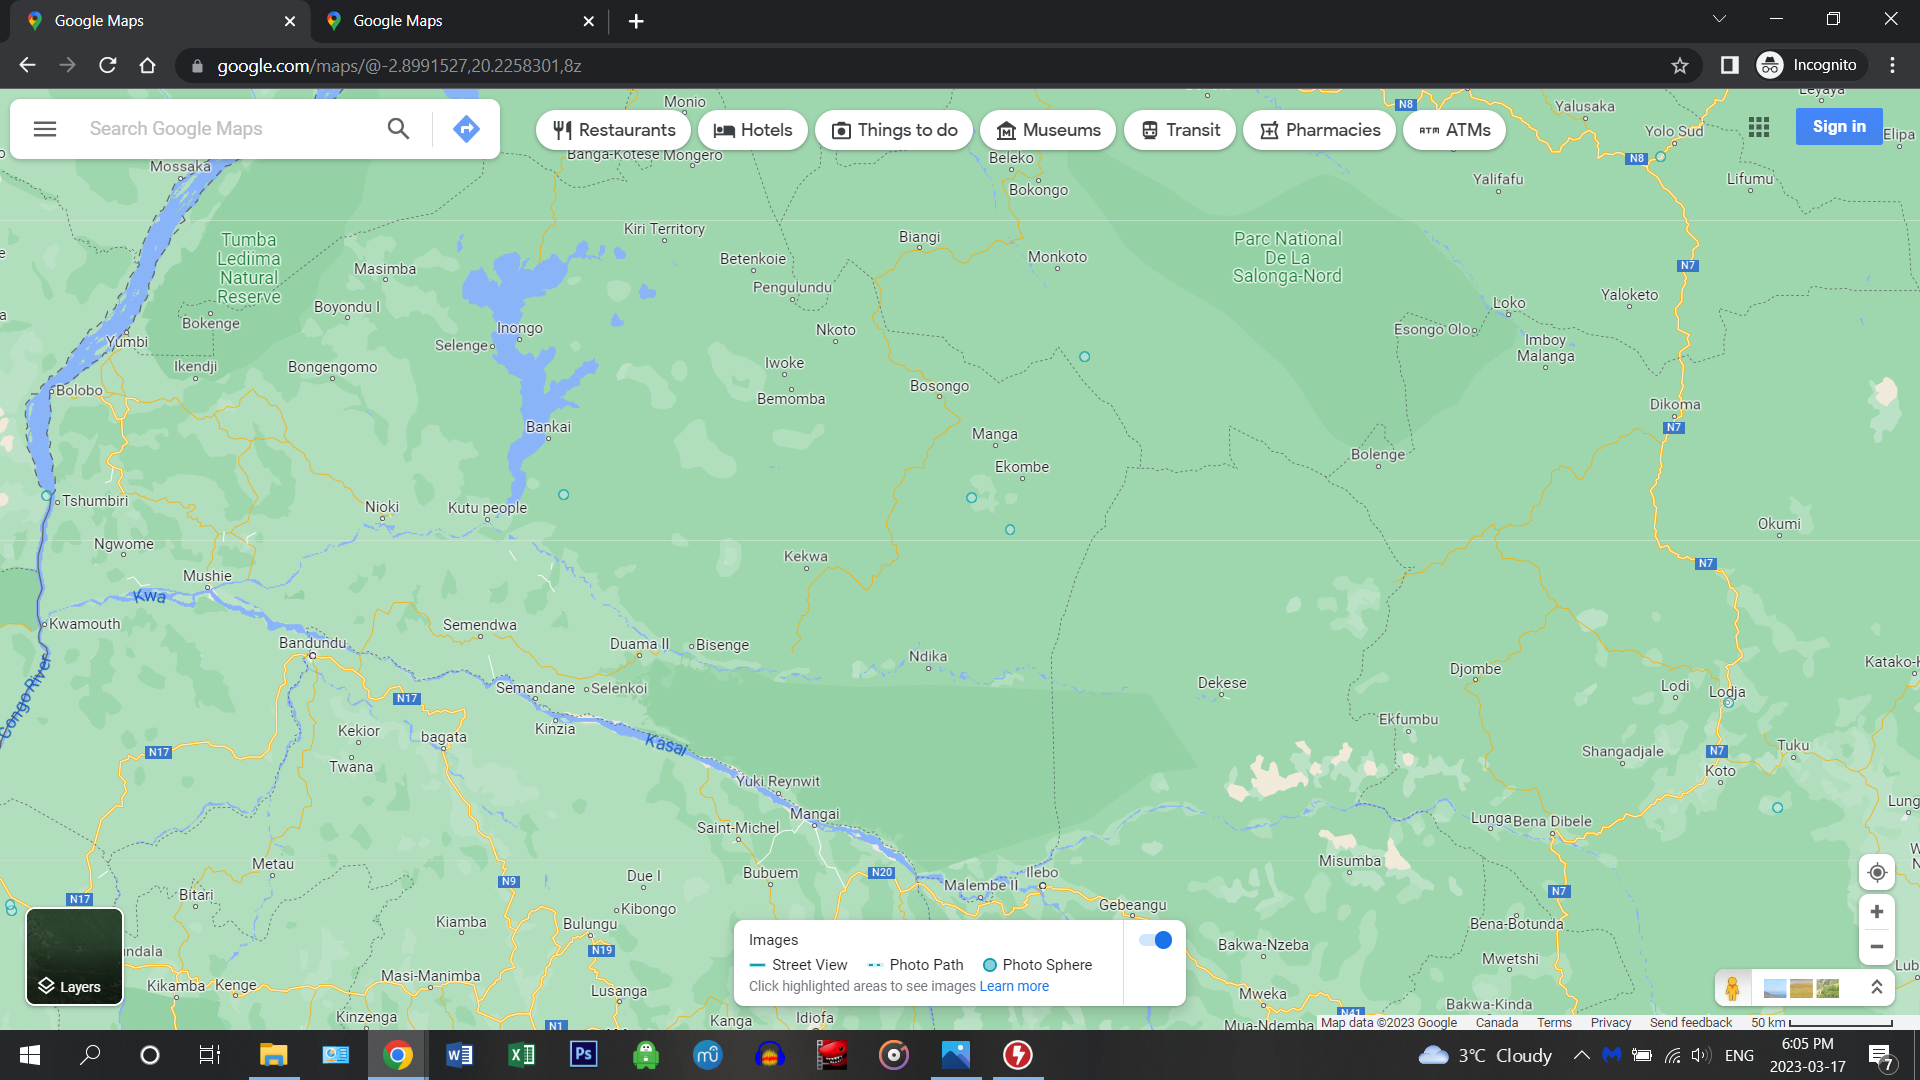 Google Maps
Google Maps
google.com/maps/@-2.8991527,20.2258301,8z
Incognito
Search Google Maps
Restaurants
Hotels
Things to do
Museums
Transit
Pharmacies
ATMs
Sign in
Monio
N8
Yalusaka
Leyaya
Yolo Sud
Elipa
Mossaka
Banga-Kotese
Mongero
Beleko
Bokongo
N8
Yalifafu
Lifumu
Tumba
Lediima
Natural
Reserve
Masimba
Kiri Territory
Betenkoie
Biangi
Monkoto
Parc National
De La
Salonga-Nord
N7
Boyondu I
Bokenge
Pengulundu
Loko
Yaloketo
Yumbi
Inongo
Selenge
Nkoto
Esongo Olo
Imboy
Malanga
Ikendji
Bongengomo
Iwoke
Bemomba
Bosongo
Bolobo
Dikoma
N7
Bankai
Manga
Ekombe
Bolenge
Tshumbiri
Nioki
Kutu people
Okumi
Ngwome
Kekwa
N7
Mushie
Kwa
Kwamouth
Semendwa
Bandundu
Duama II
Bisenge
Ndika
Djombe
Katako-K
Congo River
N17
Semandane
Selenkoi
Dekese
Lodi
Lodja
Kekior
bagata
Kinzia
Kasai
Ekfumbu
N17
Twana
Shangadjale
N7
Tuku
Koto
Yuki Reynwit
Mangai
Saint-Michel
Lunga
Bena Dibele
Lung
Metau
Misumba
Bubuem
Due I
N20
Ilebo
Malembe II
N17
Bitari
N9
N7
Kibongo
Gebeangu
Kiamba
Bulungu
Bena-Botunda
ndala
N19
Bakwa-Nzeba
Mwetshi
Lub
Kikamba
Kenge
Masi-Manimba
Lusanga
Mweka
Bakwa-Kinda
Kinzenga
N1
Kanga
Idiofa
Mua-Ndemba
N41
Layers
Images
Street View
Photo Path
Photo Sphere
Click highlighted areas to see images Learn more
Map data ©2023 Google
Canada
Terms
Privacy
Send feedback
50 km
3°C Cloudy
ENG
6:05 PM
2023-03-17
7